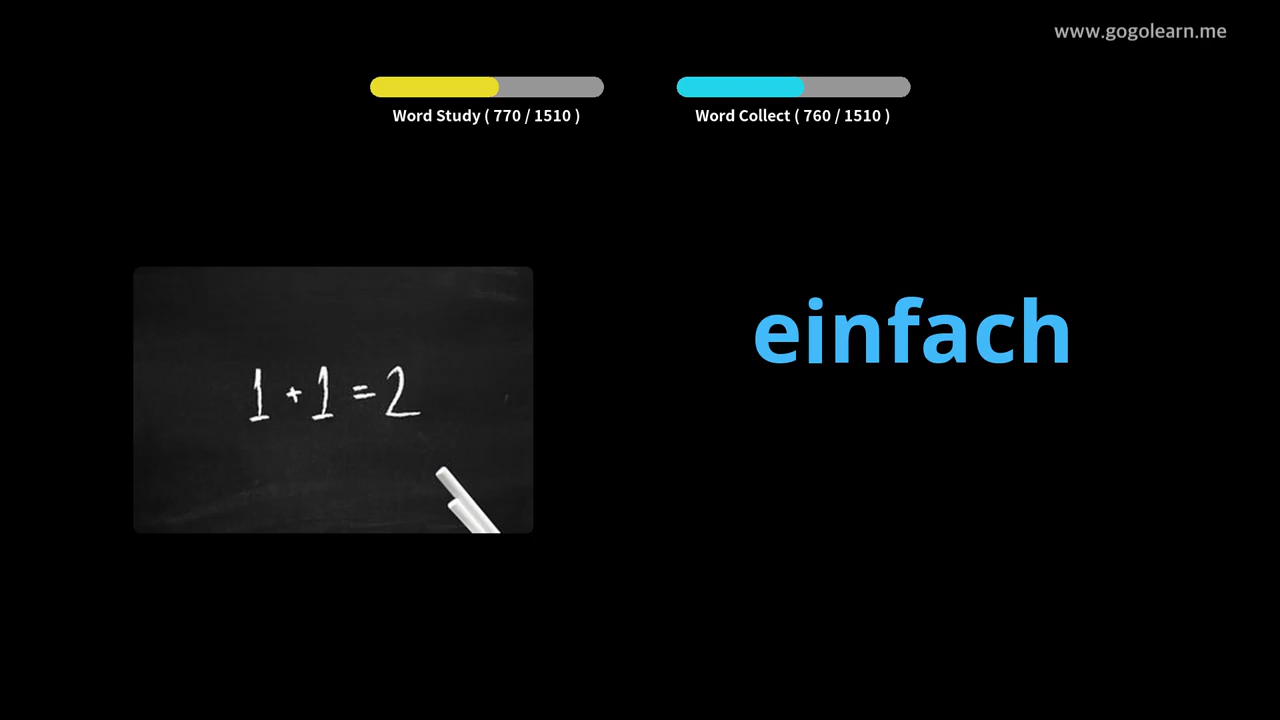 www.gogolearn.me
Word Study ( 770 / 1510 )
Word Collect ( 760 / 1510 )
1 + 1 = 2
einfach